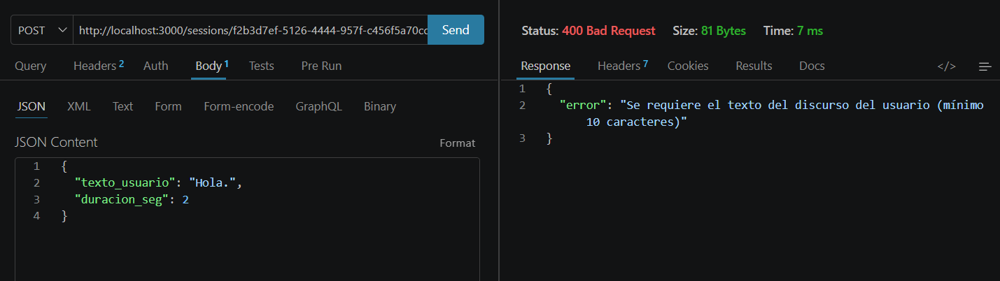 POST http://localhost:3000/sessions/f2b3d7ef-5126-4444-957f-c456f5a70cc Send
Query Headers 2 Auth Body 1 Tests Pre Run
JSON XML Text Form Form-encode GraphQL Binary
JSON Content Format
1 {
2 "texto_usuario": "Hola.",
3 "duracion_seg": 2
4 }
Status: 400 Bad Request Size: 81 Bytes Time: 7 ms
Response Headers 7 Cookies Results Docs </>
1 {
2 "error": "Se requiere el texto del discurso del usuario (mínimo
10 caracteres)"
3 }